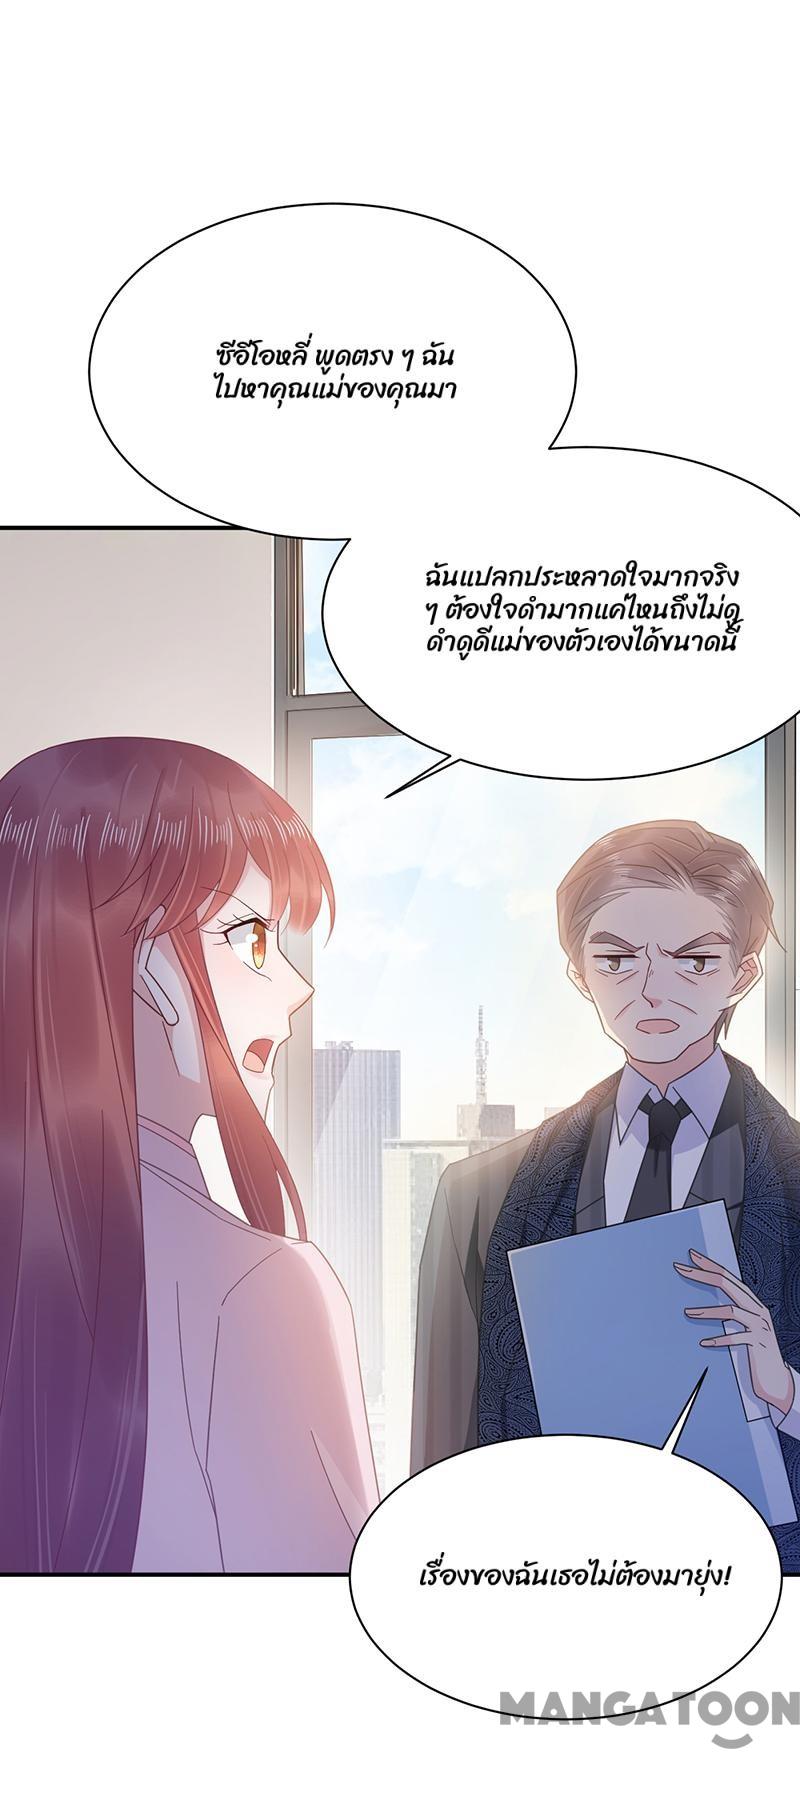 ซีอีโอหลี่ พูดตรง ๆ ฉัน
ไปหาคุณแม่ของคุณมา
ฉันแปลกประหลาดใจมากจริง
ๆ ต้องใจดำมากแค่ไหนถึงไม่ดู
ดำดูดีแม่ของตัวเองได้ขนาดนี้
เรื่องของฉันเธอไม่ต้องมายุ่ง!
MANGATOON